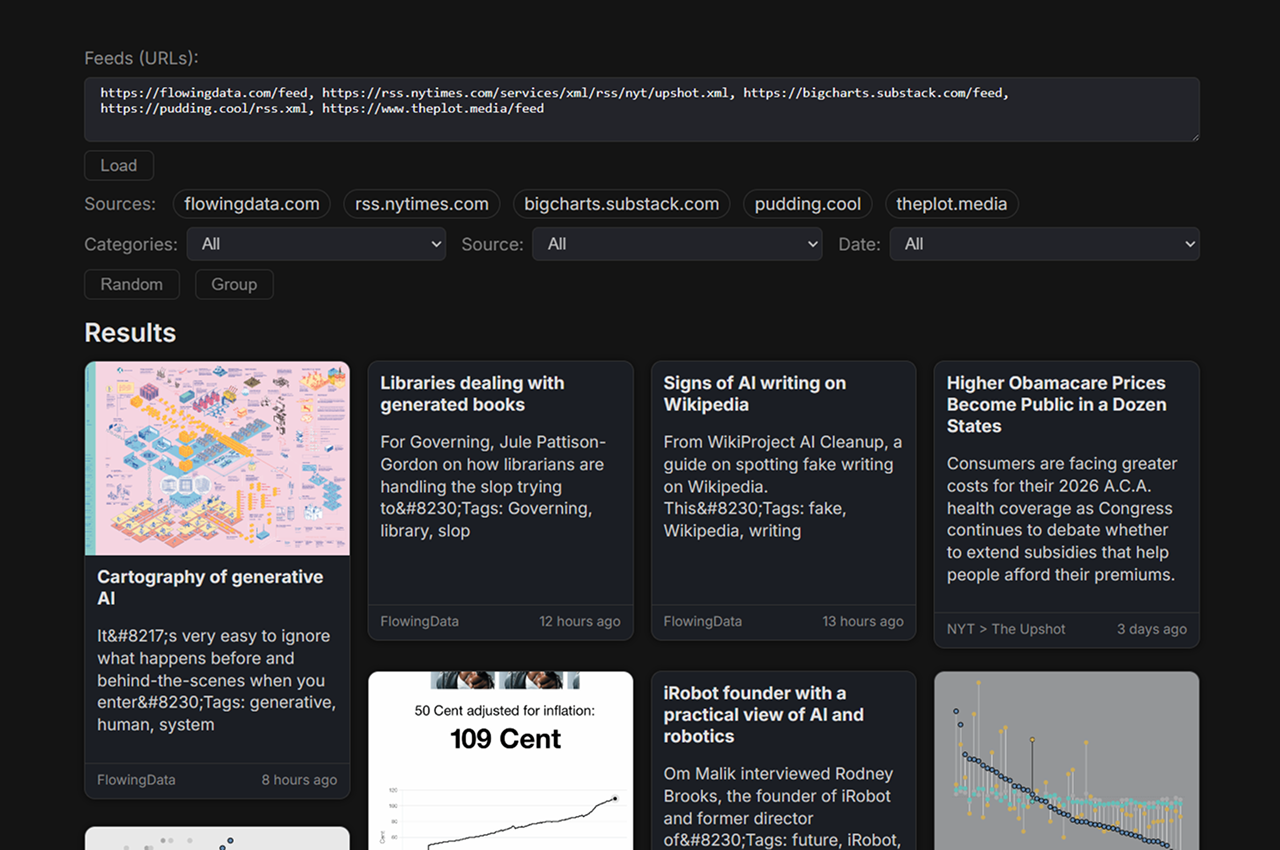 Feeds (URLs):
https://flowingdata.com/feed, https://rss.nytimes.com/services/xml/rss/nyt/upshot.xml, https://bigcharts.substack.com/feed,
https://pudding.cool/rss.xml, https://www.theplot.media/feed
Load
Sources: flowingdata.com rss.nytimes.com bigcharts.substack.com pudding.cool theplot.media
Categories: All Source: All Date: All
Random Group
Results
Cartography of generative
AI
It&#8217;s very easy to ignore
what happens before and
behind-the-scenes when you
enter&#8230;Tags: generative,
human, system
FlowingData 8 hours ago
Libraries dealing with
generated books
For Governing, Jule Pattison-
Gordon on how librarians are
handling the slop trying
to&#8230;Tags: Governing,
library, slop
FlowingData 12 hours ago
Signs of AI writing on
Wikipedia
From WikiProject AI Cleanup, a
guide on spotting fake writing
on Wikipedia.
This&#8230;Tags: fake,
Wikipedia, writing
FlowingData 13 hours ago
Higher Obamacare Prices
Become Public in a Dozen
States
Consumers are facing greater
costs for their 2026 A.C.A.
health coverage as Congress
continues to debate whether
to extend subsidies that help
people afford their premiums.
NYT > The Upshot 3 days ago
50 Cent adjusted for inflation:
109 Cent
120
100
80
Cent
iRobot founder with a
practical view of AI and
robotics
Om Malik interviewed Rodney
Brooks, the founder of iRobot
and former director
of&#8230;Tags: future, iRobot,